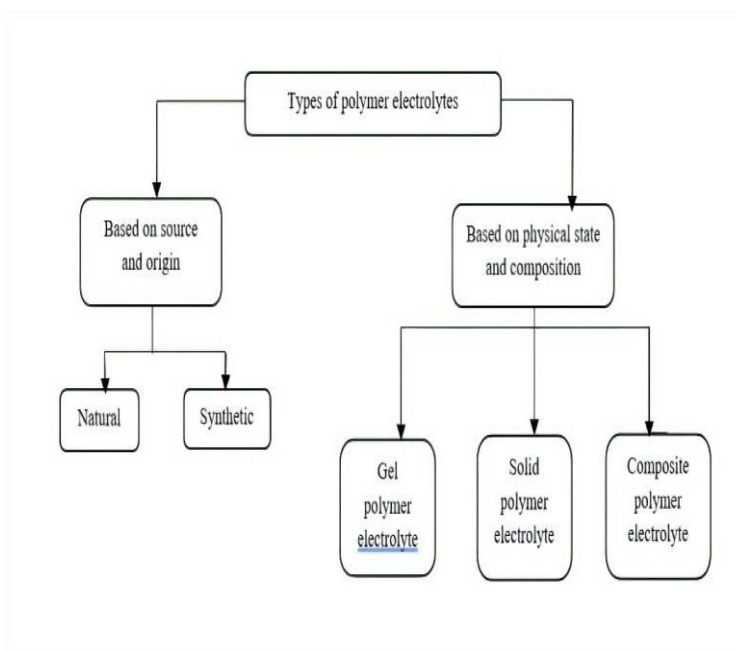 Types of polymer electrolytes
Based on source
and origin
Based on physical state
and composition
Natural
Synthetic
Gel
polymer
electrolyte
Solid
polymer
electrolyte
Composite
polymer
electrolyte